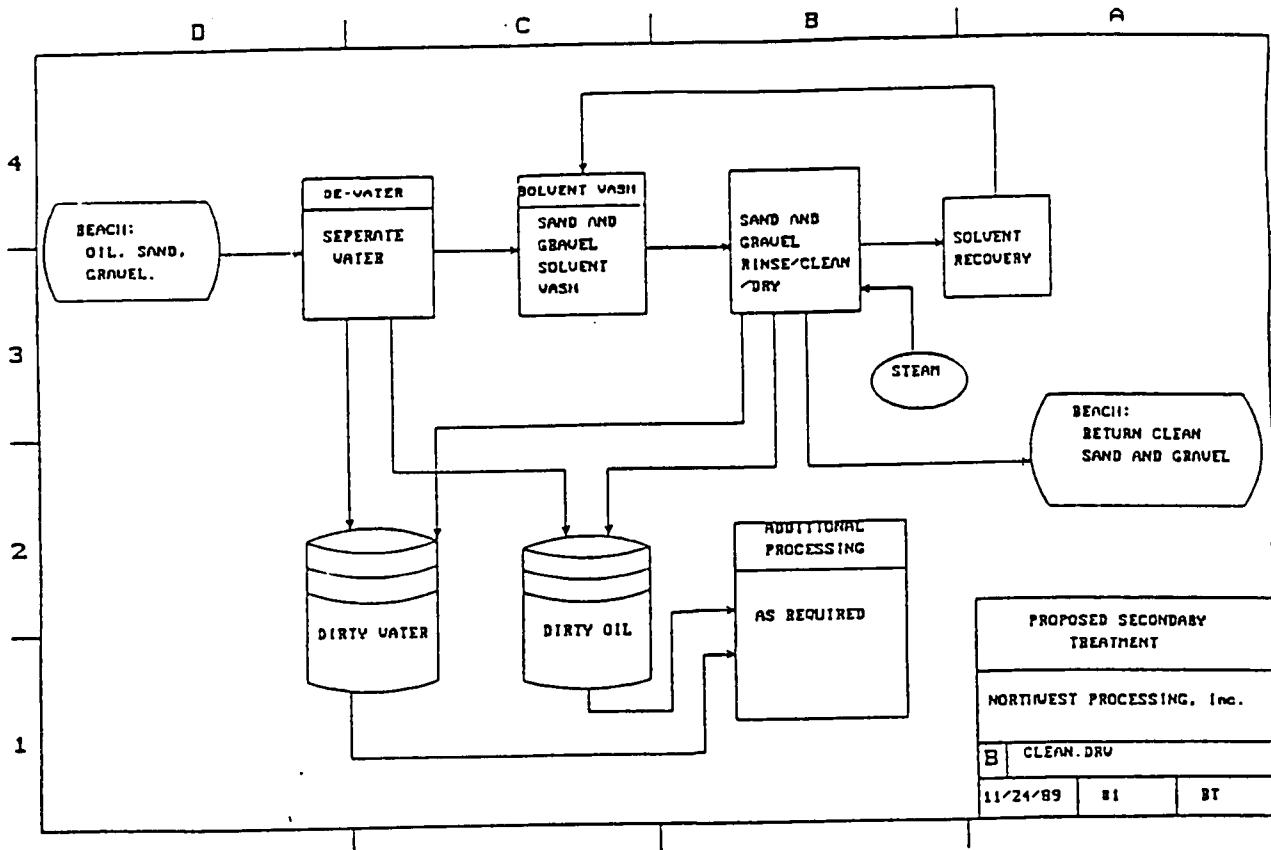 D C B A
4
3
2
1
BEACH:
OIL, SAND,
GRAVEL.
DE-WATER
SEPERATE
WATER
SOLVENT WASH
SAND AND
GRAVEL
SOLVENT
WASH
SAND AND
GRAVEL
RINSE/CLEAN
/DRY
SOLVENT
RECOVERY
STEAM
BEACH:
RETURN CLEAN
SAND AND GRAVEL
DIRTY WATER
DIRTY OIL
ADDITIONAL
PROCESSING
AS REQUIRED
PROPOSED SECONDARY
TREATMENT
NORTHWEST PROCESSING, Inc.
B CLEAN.DRW
11/24/89 #1 BT